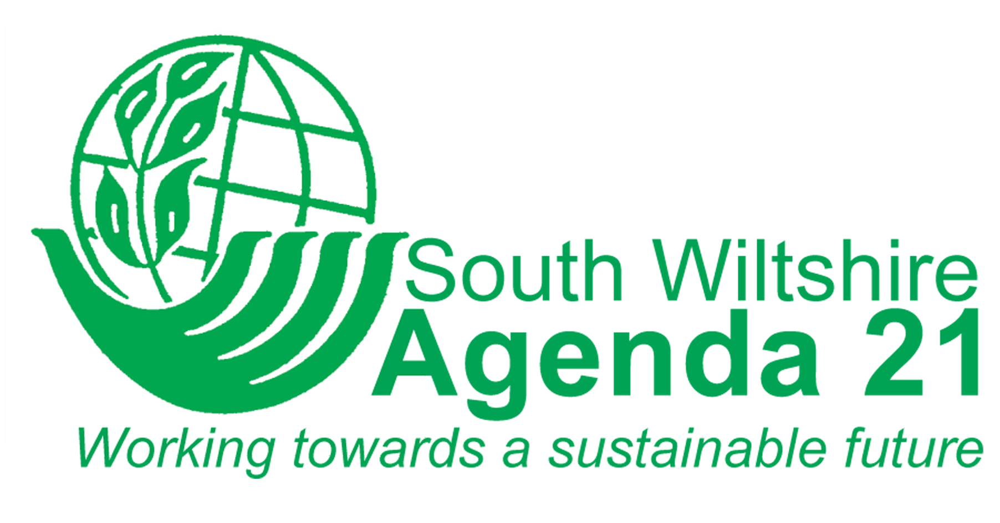 South Wiltshire
Agenda 21
Working towards a sustainable future